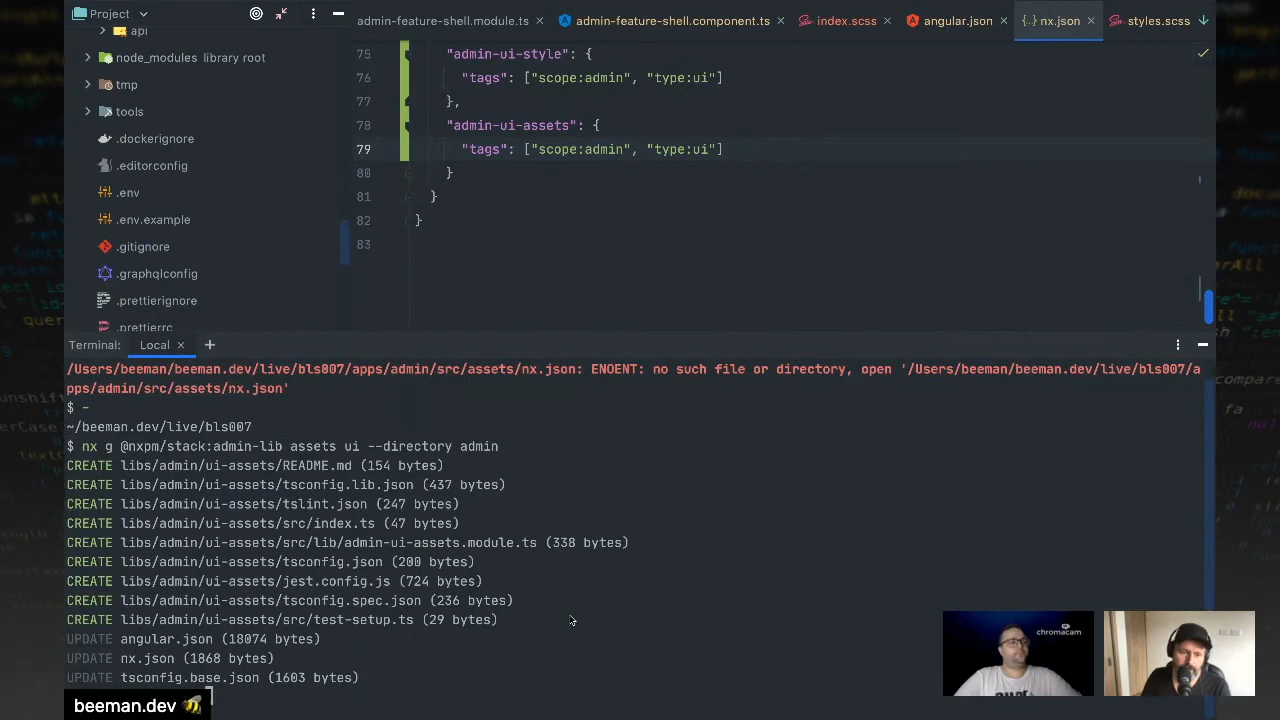 Project
admin-feature-shell.module.ts
admin-feature-shell.component.ts
index.scss
angular.json
nx.json
styles.scss
api
node_modules library root
tmp
tools
.dockerignore
.editorconfig
.env
.env.example
.gitignore
.graphqlconfig
.prettierignore
.prettierrc
75 "admin-ui-style": {
76 "tags": ["scope:admin", "type:ui"]
77 },
78 "admin-ui-assets": {
79 "tags": ["scope:admin", "type:ui"]
80 }
81 }
82 }
83
Terminal: Local
/Users/beeman/beeman.dev/live/bls007/apps/admin/src/assets/nx.json: ENOENT: no such file or directory, open '/Users/beeman/beeman.dev/live/bls007/a
pps/admin/src/assets/nx.json'
$ -
~/beeman.dev/live/bls007
$ nx g @nxpm/stack:admin-lib assets ui --directory admin
CREATE libs/admin/ui-assets/README.md (154 bytes)
CREATE libs/admin/ui-assets/tsconfig.lib.json (437 bytes)
CREATE libs/admin/ui-assets/tslint.json (247 bytes)
CREATE libs/admin/ui-assets/src/index.ts (47 bytes)
CREATE libs/admin/ui-assets/src/lib/admin-ui-assets.module.ts (338 bytes)
CREATE libs/admin/ui-assets/tsconfig.json (200 bytes)
CREATE libs/admin/ui-assets/jest.config.js (724 bytes)
CREATE libs/admin/ui-assets/tsconfig.spec.json (236 bytes)
CREATE libs/admin/ui-assets/src/test-setup.ts (29 bytes)
UPDATE angular.json (18074 bytes)
UPDATE nx.json (1868 bytes)
UPDATE tsconfig.base.json (1603 bytes)
chromacam
beeman.dev